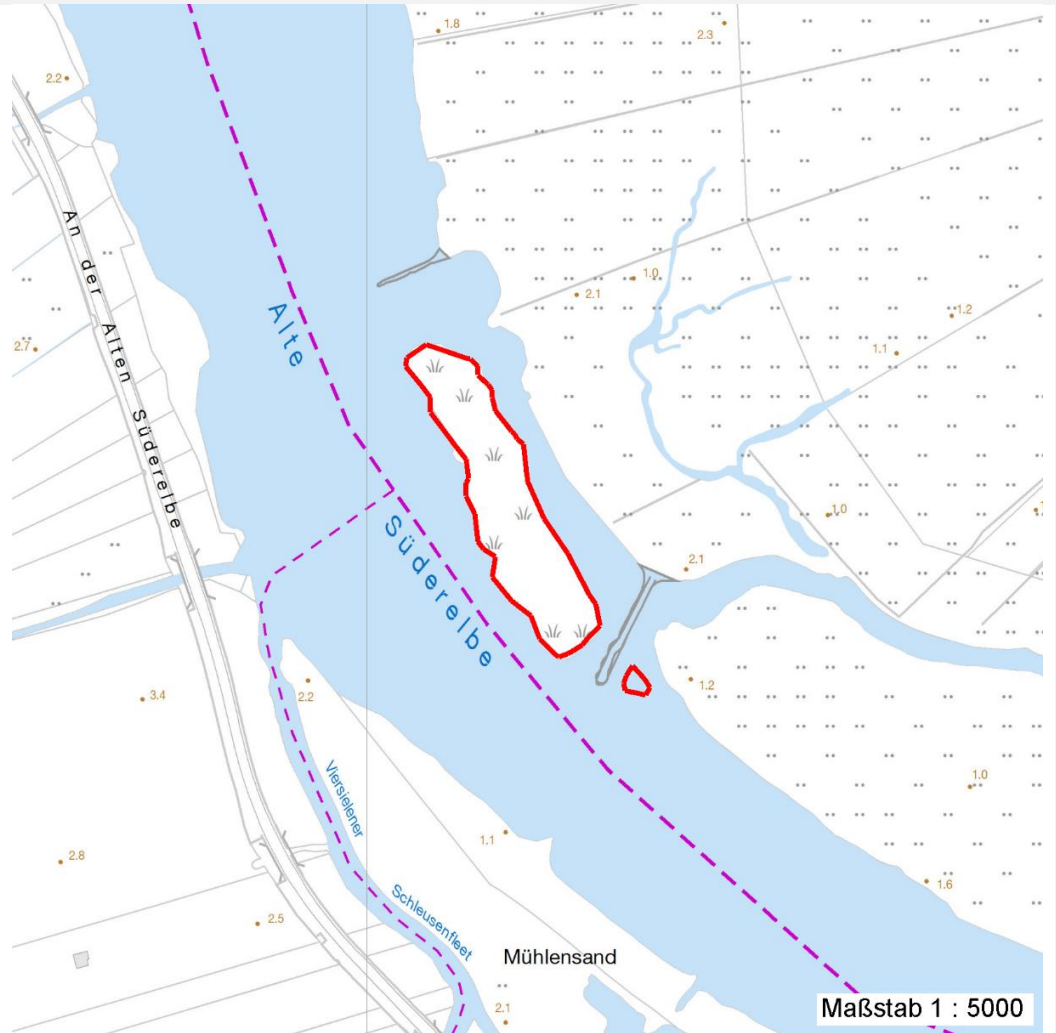 1.8
2.3
2.2
An der Alten Süderelbe
1.0
2.1
1.2
Alte
2.7
1.1
Süderelbe
1.0
2.1
2.2
1.2
3.4
Viersielener
1.0
1.1
2.8
1.6
Schleusenfleet
2.5
Mühlensand
2.1
Maßstab 1 : 5000